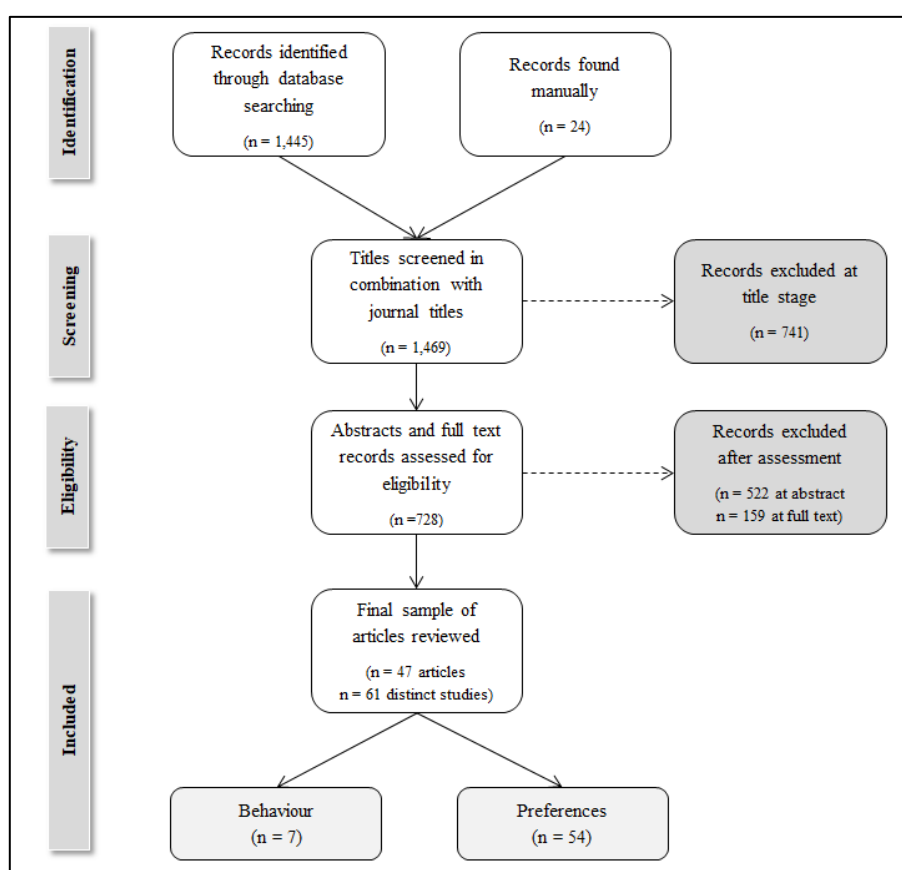 Identification
Records identified
through database
searching
(n = 1,445)
Records found
manually
(n = 24)
Screening
Titles screened in
combination with
journal titles
(n = 1,469)
Records excluded at
title stage
(n = 741)
Eligibility
Abstracts and full text
records assessed for
eligibility
(n =728)
Records excluded
after assessment
(n = 522 at abstract
n = 159 at full text)
Included
Final sample of
articles reviewed
(n = 47 articles
n = 61 distinct studies)
Behaviour
(n = 7)
Preferences
(n = 54)